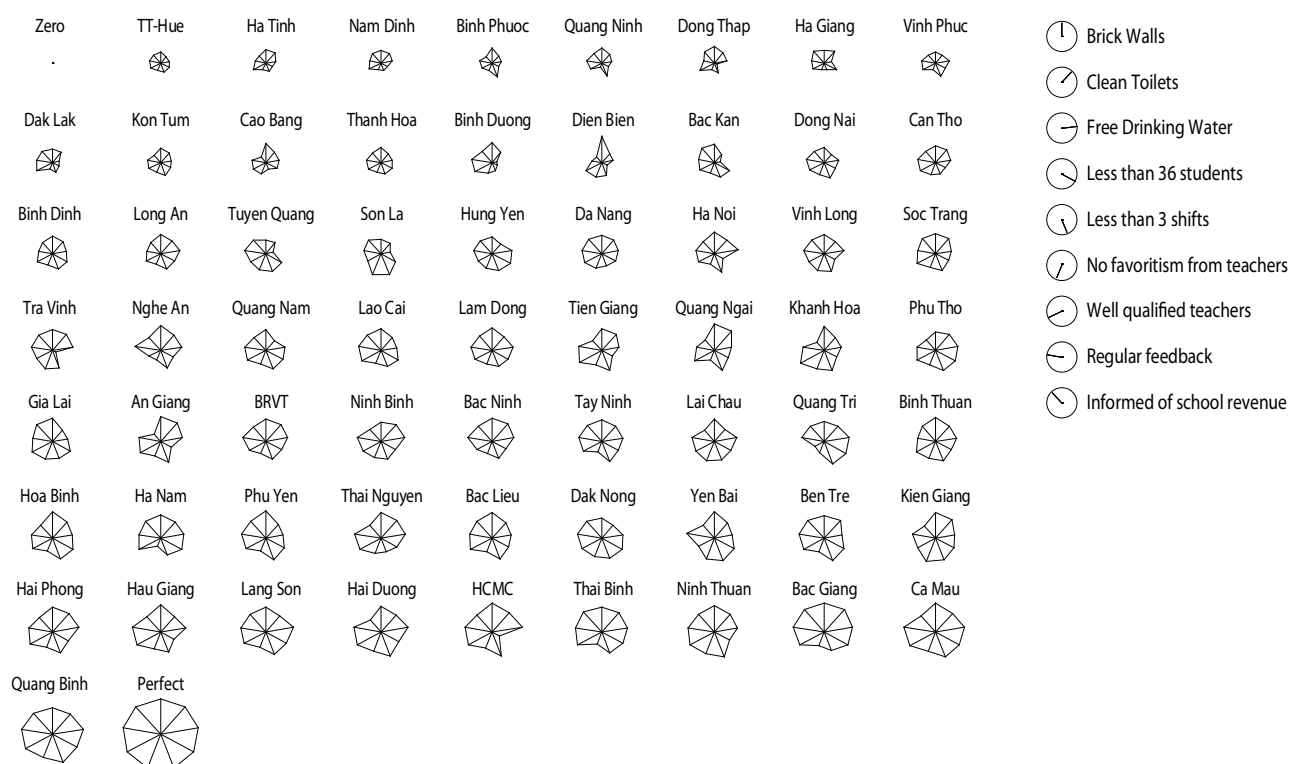 Zero TT-Hue Ha Tinh Nam Dinh Binh Phuoc Quang Ninh Dong Thap Ha Giang Vinh Phuc
Dak Lak Kon Tum Cao Bang Thanh Hoa Binh Duong Dien Bien Bac Kan Dong Nai Can Tho
Binh Dinh Long An Tuyen Quang Son La Hung Yen Da Nang Ha Noi Vinh Long Soc Trang
Tra Vinh Nghe An Quang Nam Lao Cai Lam Dong Tien Giang Quang Ngai Khanh Hoa Phu Tho
Gia Lai An Giang BRVT Ninh Binh Bac Ninh Tay Ninh Lai Chau Quang Tri Binh Thuan
Hoa Binh Ha Nam Phu Yen Thai Nguyen Bac Lieu Dak Nong Yen Bai Ben Tre Kien Giang
Hai Phong Hau Giang Lang Son Hai Duong HCMC Thai Binh Ninh Thuan Bac Giang Ca Mau
Quang Binh Perfect
Brick Walls
Clean Toilets
Free Drinking Water
Less than 36 students
Less than 3 shifts
No favoritism from teachers
Well qualified teachers
Regular feedback
Informed of school revenue